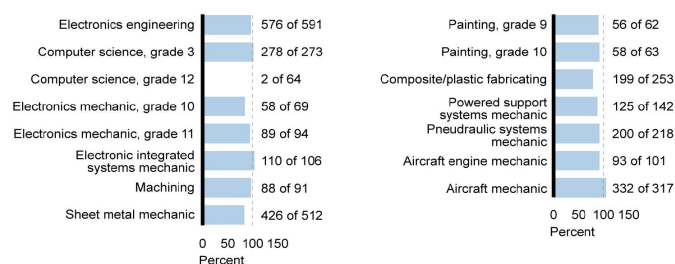 Electronics engineering 576 of 591
Computer science, grade 3 278 of 273
Computer science, grade 12 2 of 64
Electronics mechanic, grade 10 58 of 69
Electronics mechanic, grade 11 89 of 94
Electronic integrated
systems mechanic 110 of 106
Machining 88 of 91
Sheet metal mechanic 426 of 512
0 50 100 150
Percent
Painting, grade 9 56 of 62
Painting, grade 10 58 of 63
Composite/plastic fabricating 199 of 253
Powered support
systems mechanic 125 of 142
Pneudraulic systems
mechanic 200 of 218
Aircraft engine mechanic 93 of 101
Aircraft mechanic 332 of 317
0 50 100 150
Percent